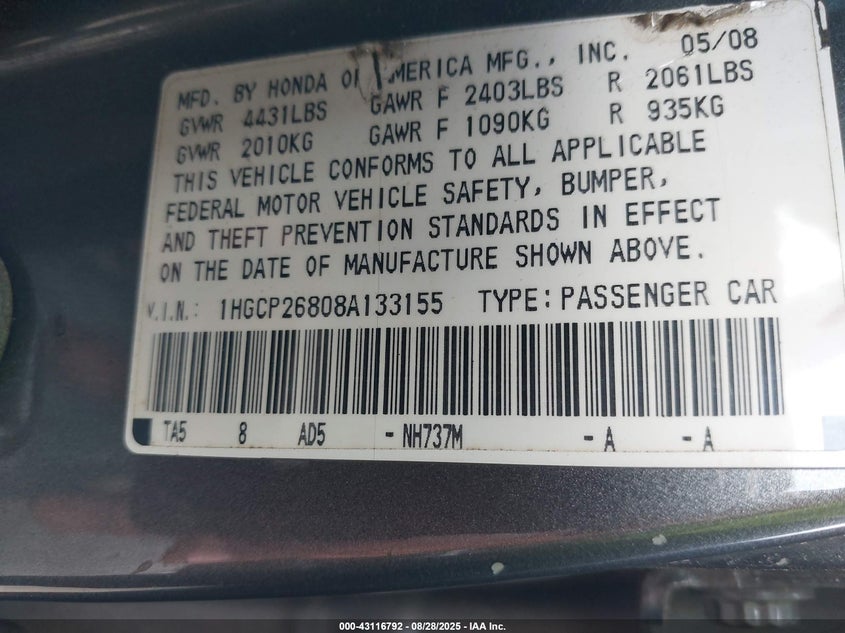 MFD. BY HONDA OF AMERICA MFG., INC. 05/08
GVWR 4431LBS GAWR F 2403LBS R 2061LBS
GVWR 2010KG GAWR F 1090KG R 935KG
THIS VEHICLE CONFORMS TO ALL APPLICABLE
FEDERAL MOTOR VEHICLE SAFETY, BUMPER,
AND THEFT PREVENTION STANDARDS IN EFFECT
ON THE DATE OF MANUFACTURE SHOWN ABOVE.
V.I.N.: 1HGCP26808A133155 TYPE: PASSENGER CAR
TA5 8 AD5 - NH737M - A - A
000-43116792 - 08/28/2025 - IAA Inc.